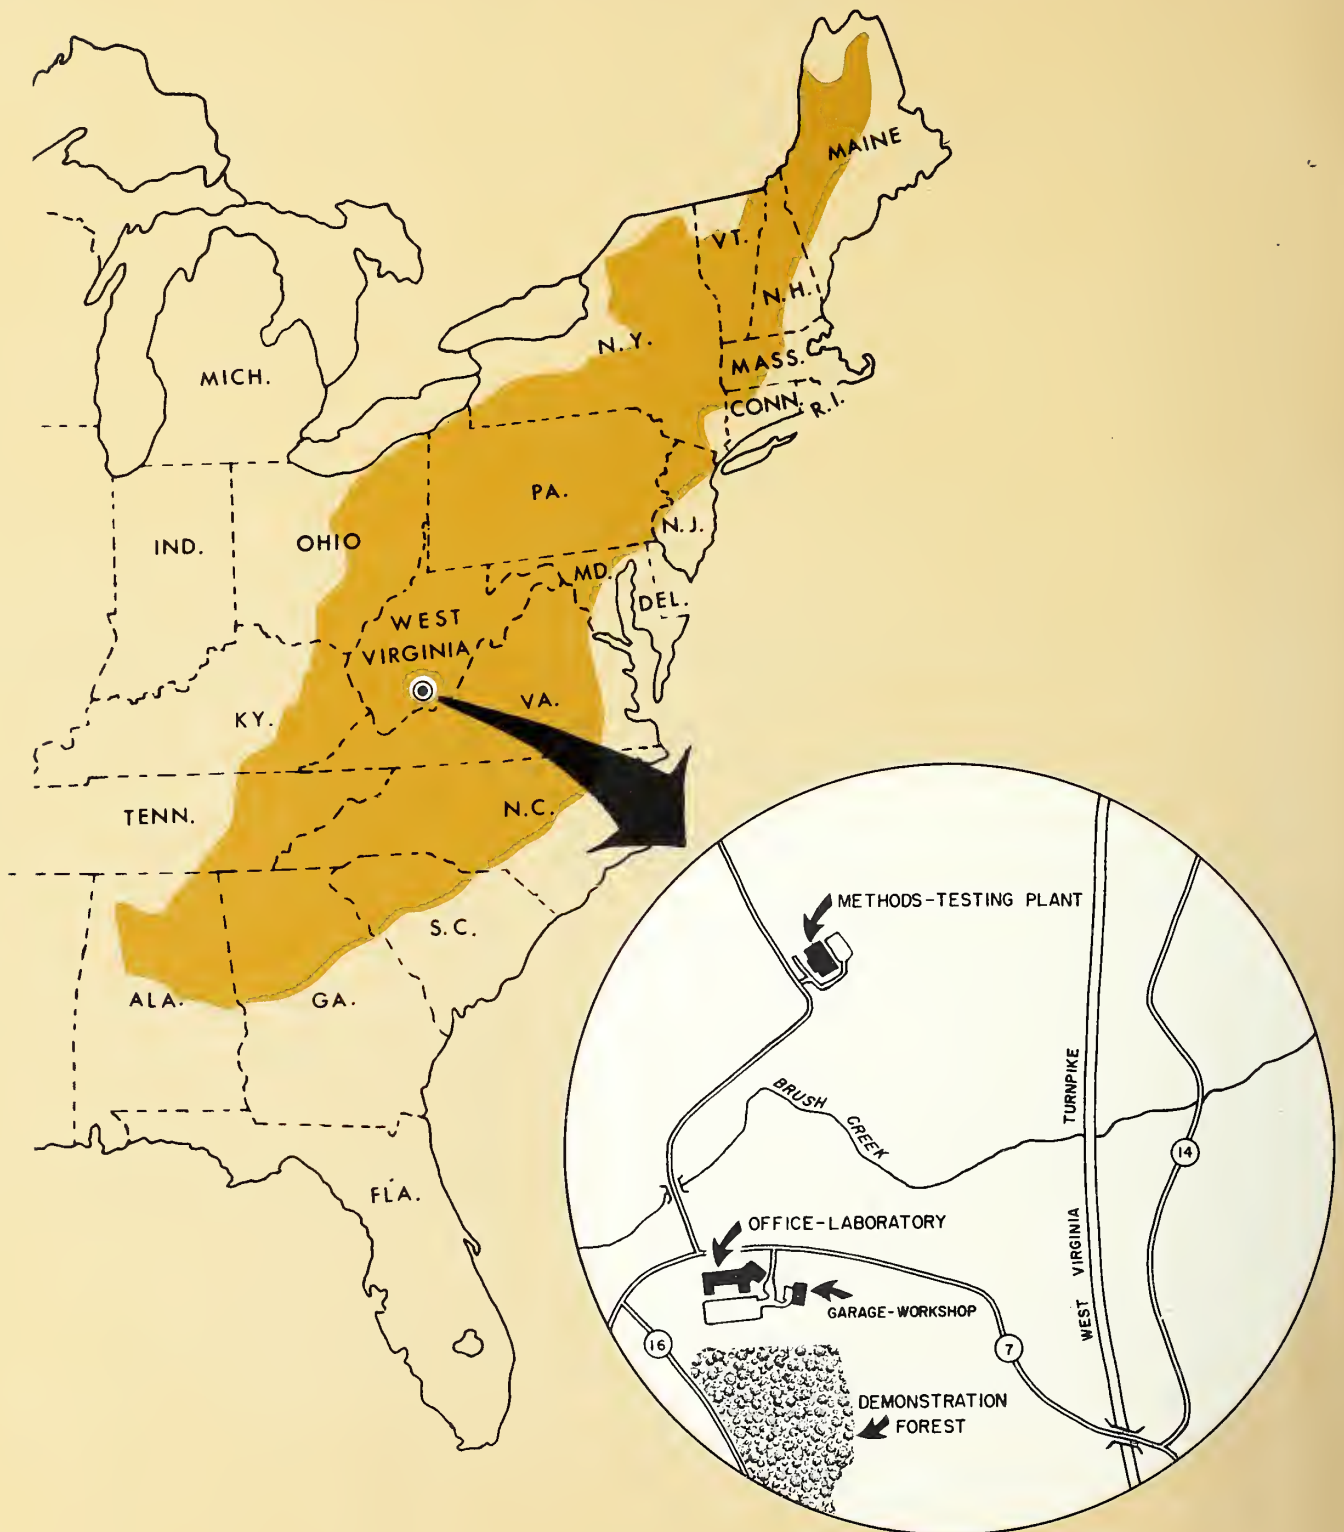 MAINE
VT.
N.H.
N.Y.
MASS.
CONN.
R.I.
MICH.
PA.
N.J.
IND.
OHIO
MD.
DEL.
WEST
VIRGINIA
VA.
KY.
TENN.
N.C.
S.C.
ALA.
GA.
FLA.
METHODS-TESTING PLANT
BRUSH CREEK
WEST VIRGINIA TURNPIKE
14
OFFICE-LABORATORY
GARAGE-WORKSHOP
16
7
DEMONSTRATION
FOREST